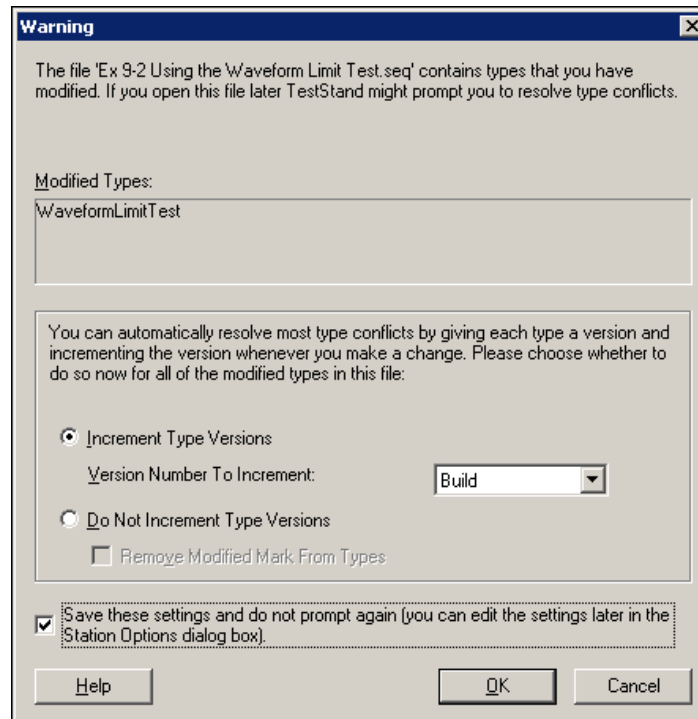 Warning
The file 'Ex 9-2 Using the Waveform Limit Test.seq' contains types that you have
modified. If you open this file later TestStand might prompt you to resolve type conflicts.
Modified Types:
WaveformLimitTest
You can automatically resolve most type conflicts by giving each type a version and
incrementing the version whenever you make a change. Please choose whether to
do so now for all of the modified types in this file:
Increment Type Versions
Version Number To Increment:
Build
Do Not Increment Type Versions
Remove Modified Mark From Types
Save these settings and do not prompt again (you can edit the settings later in the
Station Options dialog box).
Help
OK
Cancel